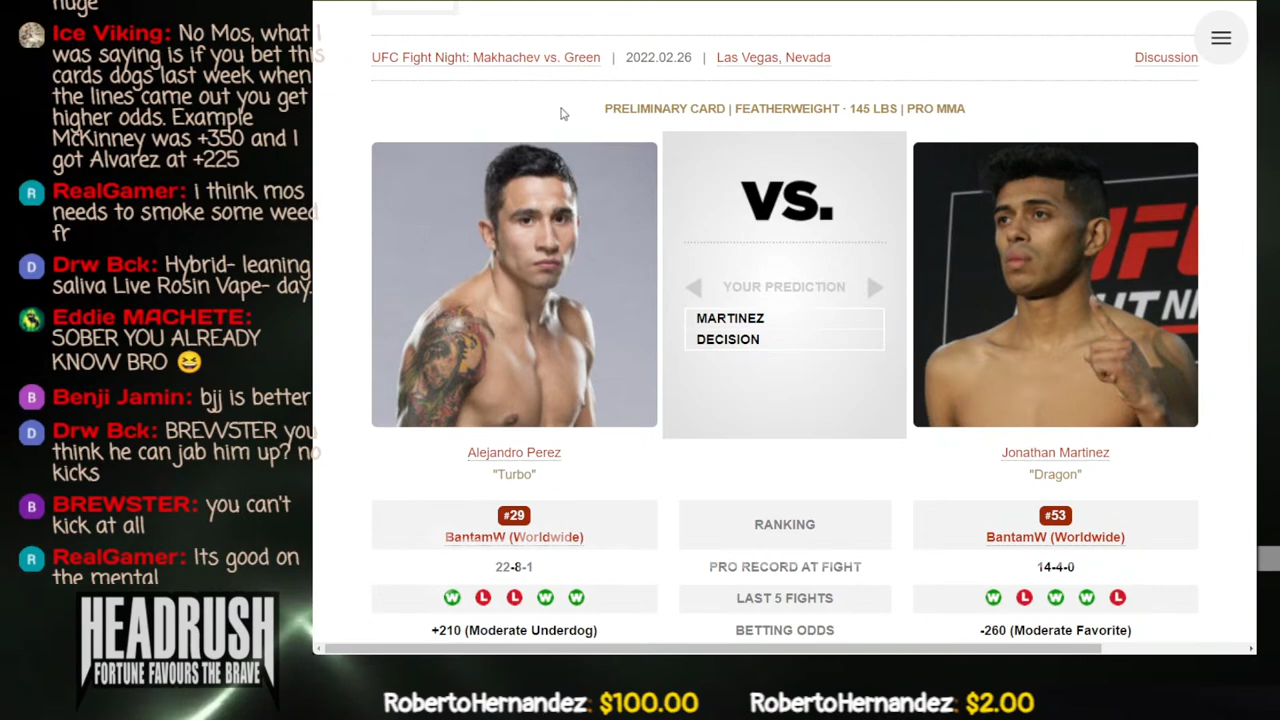 huge
Ice Viking: No Mos, what I
was saying is if you bet this
cards dogs last week when
the lines came out you get
higher odds. Example
McKinney was +350 and I
got Alvarez at +225
RealGamer: i think mos
needs to smoke some weed
fr
Drw Bck: Hybrid- leaning
saliva Live Rosin Vape- day.
Eddie MACHETE:
SOBER YOU ALREADY
KNOW BRO 😆
Benji Jamin: bjj is better
Drw Bck: BREWSTER you
think he can jab him up? no
kicks
BREWSTER: you can't
kick at all
RealGamer: Its good on
the mental
HEADRUSH
FORTUNE FAVOURS THE BRAVE
UFC Fight Night: Makhachev vs. Green | 2022.02.26 | Las Vegas, Nevada
Discussion
PRELIMINARY CARD | FEATHERWEIGHT · 145 LBS | PRO MMA
VS.
YOUR PREDICTION
MARTINEZ
DECISION
UFC
FIGHT NI
Alejandro Perez
"Turbo"
Jonathan Martinez
"Dragon"
#29
BantamW (Worldwide)
RANKING
#53
BantamW (Worldwide)
22-8-1
PRO RECORD AT FIGHT
14-4-0
W L L W W
LAST 5 FIGHTS
W L W W L
+210 (Moderate Underdog)
BETTING ODDS
-260 (Moderate Favorite)
RobertoHernandez: $100.00
RobertoHernandez: $2.00